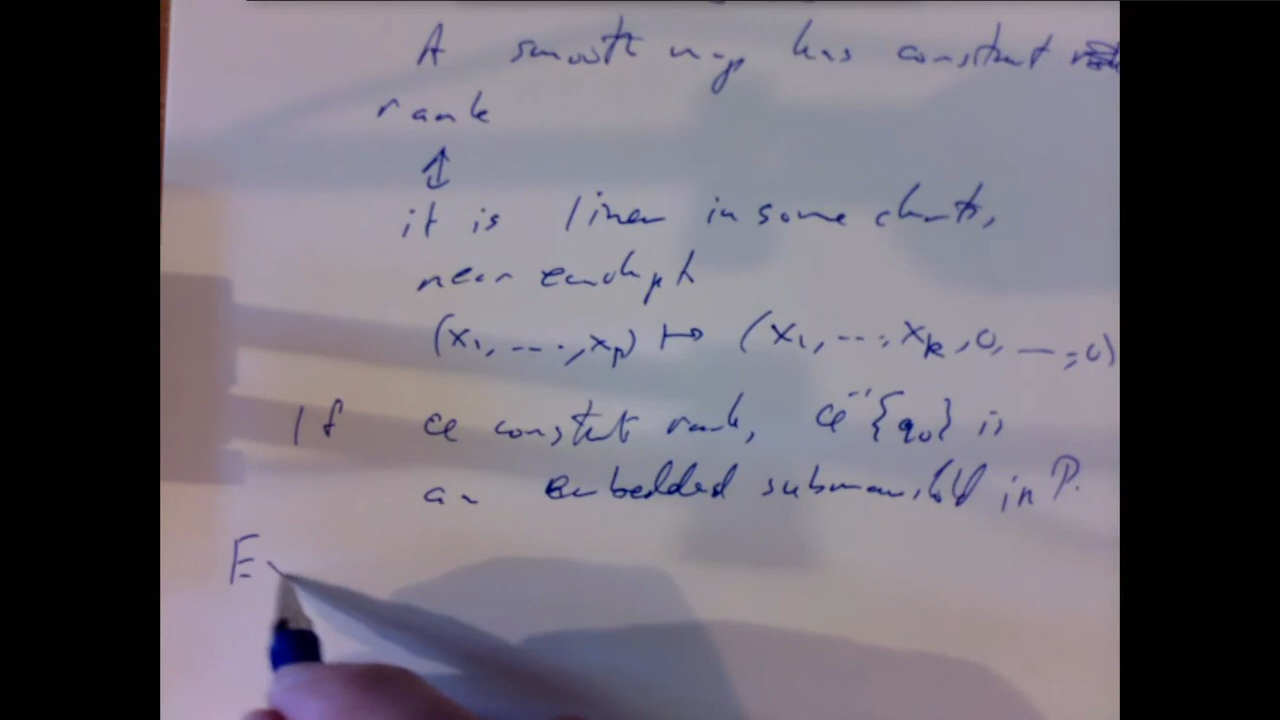 A smooth map has constant
rank
↕
it is linear in some charts,
near each pt
(x₁, ..., xₚ) ↦ (x₁, ..., xₖ, 0, ..., 0)
If φ constant rank, φ⁻¹{q₀} is
an embedded submanifold in P.
Ex